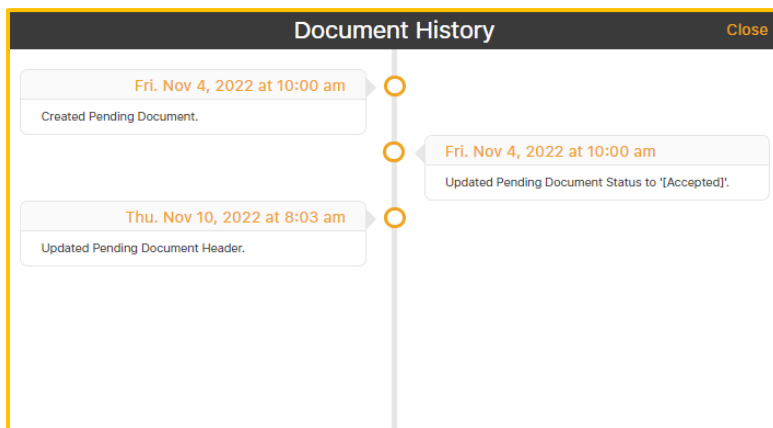 Document History
Close
Fri. Nov 4, 2022 at 10:00 am
Created Pending Document.
Fri. Nov 4, 2022 at 10:00 am
Updated Pending Document Status to '[Accepted]'.
Thu. Nov 10, 2022 at 8:03 am
Updated Pending Document Header.